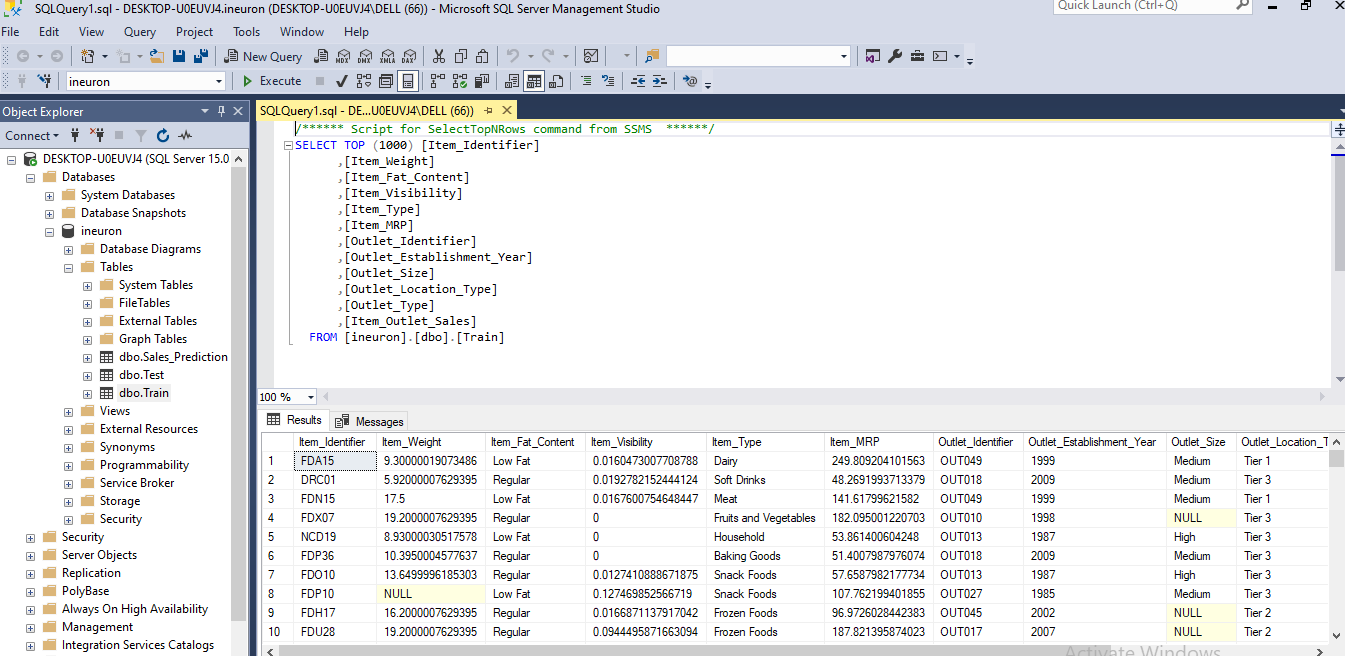 SQLQuery1.sql - DESKTOP-U0EUVJ4.ineuron (DESKTOP-U0EUVJ4\DELL (66)) - Microsoft SQL Server Management Studio
Quick Launch (Ctrl+Q)
File Edit View Query Project Tools Window Help
New Query MDX DMX XMLA DAX
ineuron Execute
Object Explorer
Connect
DESKTOP-U0EUVJ4 (SQL Server 15.0
Databases
System Databases
Database Snapshots
ineuron
Database Diagrams
Tables
System Tables
FileTables
External Tables
Graph Tables
dbo.Sales_Prediction
dbo.Test
dbo.Train
Views
External Resources
Synonyms
Programmability
Service Broker
Storage
Security
Security
Server Objects
Replication
PolyBase
Always On High Availability
Management
Integration Services Catalogs
SQLQuery1.sql - DE...U0EUVJ4\DELL (66))
/****** Script for SelectTopNRows command from SSMS ******/
SELECT TOP (1000) [Item_Identifier]
,[Item_Weight]
,[Item_Fat_Content]
,[Item_Visibility]
,[Item_Type]
,[Item_MRP]
,[Outlet_Identifier]
,[Outlet_Establishment_Year]
,[Outlet_Size]
,[Outlet_Location_Type]
,[Outlet_Type]
,[Item_Outlet_Sales]
FROM [ineuron].[dbo].[Train]
100 %
Results Messages
Item_Identifier Item_Weight Item_Fat_Content Item_Visibility Item_Type Item_MRP Outlet_Identifier Outlet_Establishment_Year Outlet_Size Outlet_Location_T
1 FDA15 9.30000019073486 Low Fat 0.0160473007708788 Dairy 249.809204101563 OUT049 1999 Medium Tier 1
2 DRC01 5.92000007629395 Regular 0.0192782152444124 Soft Drinks 48.2691993713379 OUT018 2009 Medium Tier 3
3 FDN15 17.5 Low Fat 0.0167600754648447 Meat 141.61799621582 OUT049 1999 Medium Tier 1
4 FDX07 19.2000007629395 Regular 0 Fruits and Vegetables 182.095001220703 OUT010 1998 NULL Tier 3
5 NCD19 8.93000030517578 Low Fat 0 Household 53.861400604248 OUT013 1987 High Tier 3
6 FDP36 10.3950004577637 Regular 0 Baking Goods 51.4007987976074 OUT018 2009 Medium Tier 3
7 FDO10 13.6499996185303 Regular 0.0127410888671875 Snack Foods 57.6587982177734 OUT013 1987 High Tier 3
8 FDP10 NULL Low Fat 0.127469852566719 Snack Foods 107.762199401855 OUT027 1985 Medium Tier 3
9 FDH17 16.2000007629395 Regular 0.0166871137917042 Frozen Foods 96.9726028442383 OUT045 2002 NULL Tier 2
10 FDU28 19.2000007629395 Regular 0.0944495871663094 Frozen Foods 187.821395874023 OUT017 2007 NULL Tier 2
Activate Windows